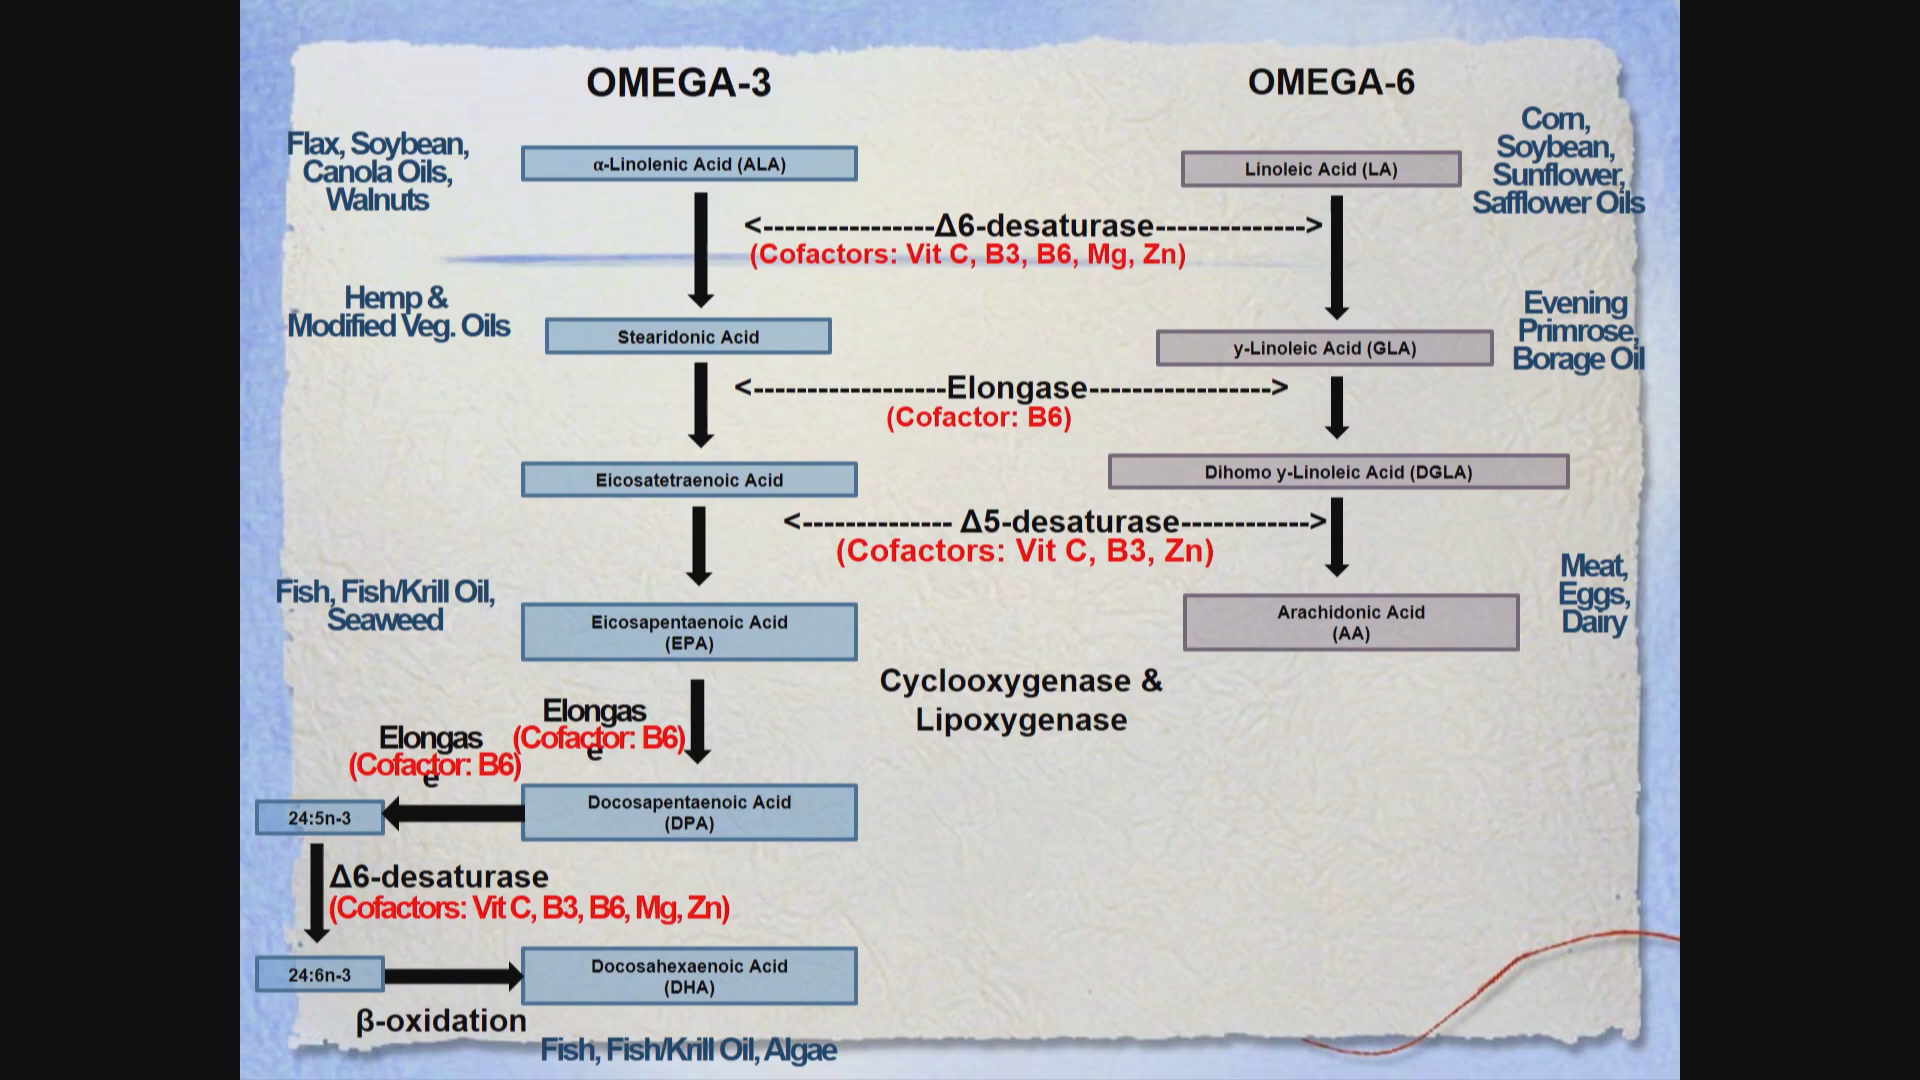 OMEGA-3
OMEGA-6
Flax, Soybean,
Canola Oils,
Walnuts
α-Linolenic Acid (ALA)
Linoleic Acid (LA)
Corn,
Soybean,
Sunflower,
Safflower Oils
<----------------Δ6-desaturase-------------->
(Cofactors: Vit C, B3, B6, Mg, Zn)
Hemp &
Modified Veg. Oils
Stearidonic Acid
y-Linoleic Acid (GLA)
Evening
Primrose,
Borage Oil
<-----------------Elongase----------------->
(Cofactor: B6)
Eicosatetraenoic Acid
Dihomo y-Linoleic Acid (DGLA)
<-------------- Δ5-desaturase------------>
(Cofactors: Vit C, B3, Zn)
Fish, Fish/Krill Oil,
Seaweed
Eicosapentaenoic Acid
(EPA)
Arachidonic Acid
(AA)
Meat,
Eggs,
Dairy
Cyclooxygenase &
Lipoxygenase
Elongas
e
(Cofactor: B6)
Elongas
e
(Cofactor: B6)
24:5n-3
Docosapentaenoic Acid
(DPA)
Δ6-desaturase
(Cofactors: Vit C, B3, B6, Mg, Zn)
24:6n-3
Docosahexaenoic Acid
(DHA)
β-oxidation
Fish, Fish/Krill Oil, Algae